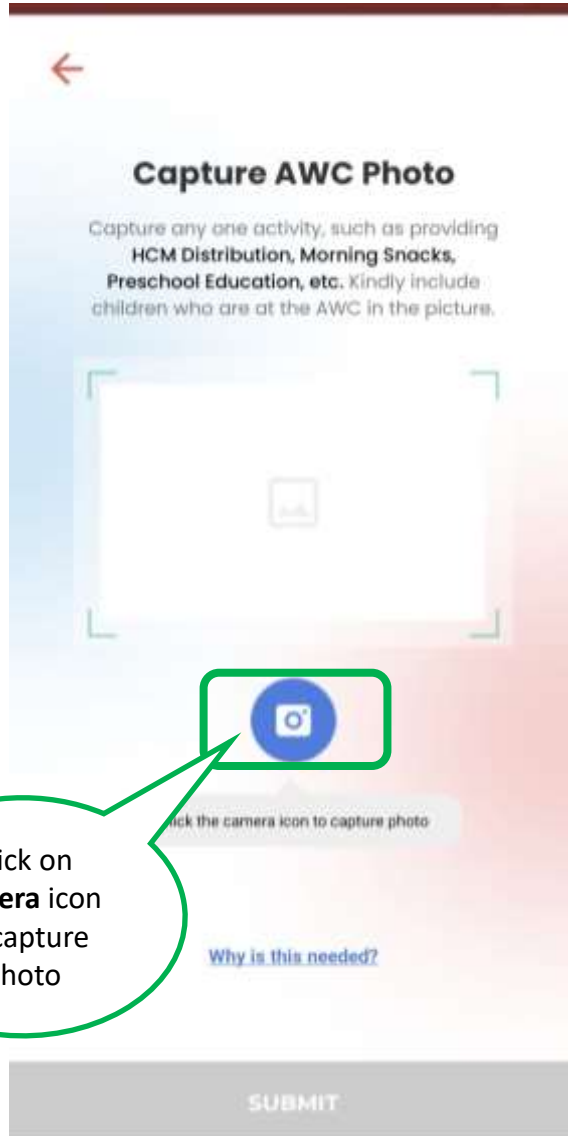 Capture AWC Photo
Capture any one activity, such as providing
HCM Distribution, Morning Snacks,
Preschool Education, etc. Kindly include
children who are at the AWC in the picture.
ick the camera icon to capture photo
ick on
era icon
capture
hoto
Why is this needed?
SUBMIT